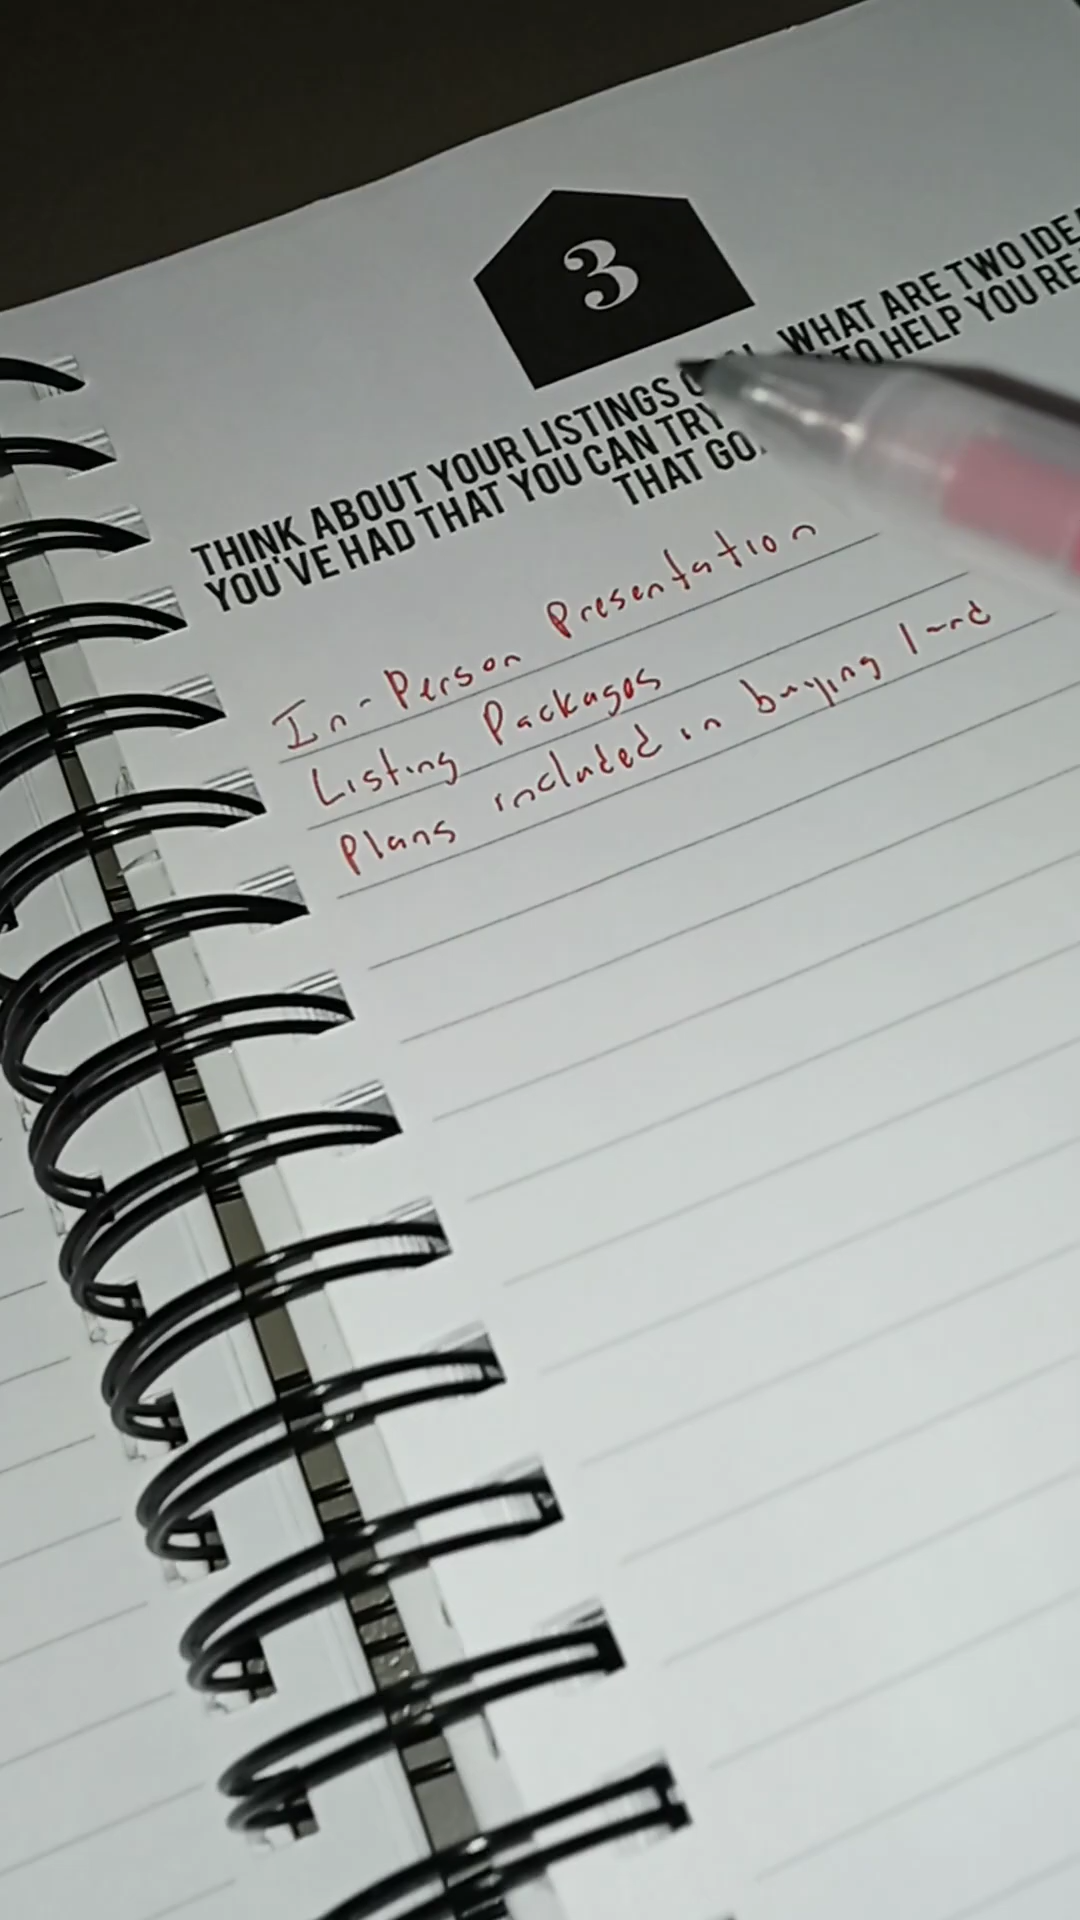 3
THINK ABOUT YOUR LISTINGS WHAT ARE TWO
YOU'VE HAD THAT YOU CAN TRY TO HELP YOU
THAT
In-Person Presentation
Listing Packages
Plans included in buying land